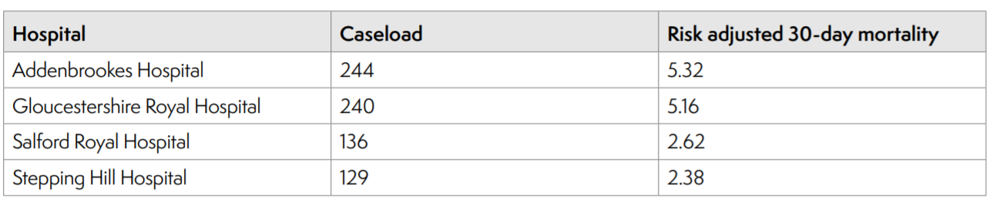 Hospital Caseload Risk adjusted 30-day mortality
Addenbrookes Hospital 244 5.32
Gloucestershire Royal Hospital 240 5.16
Salford Royal Hospital 136 2.62
Stepping Hill Hospital 129 2.38